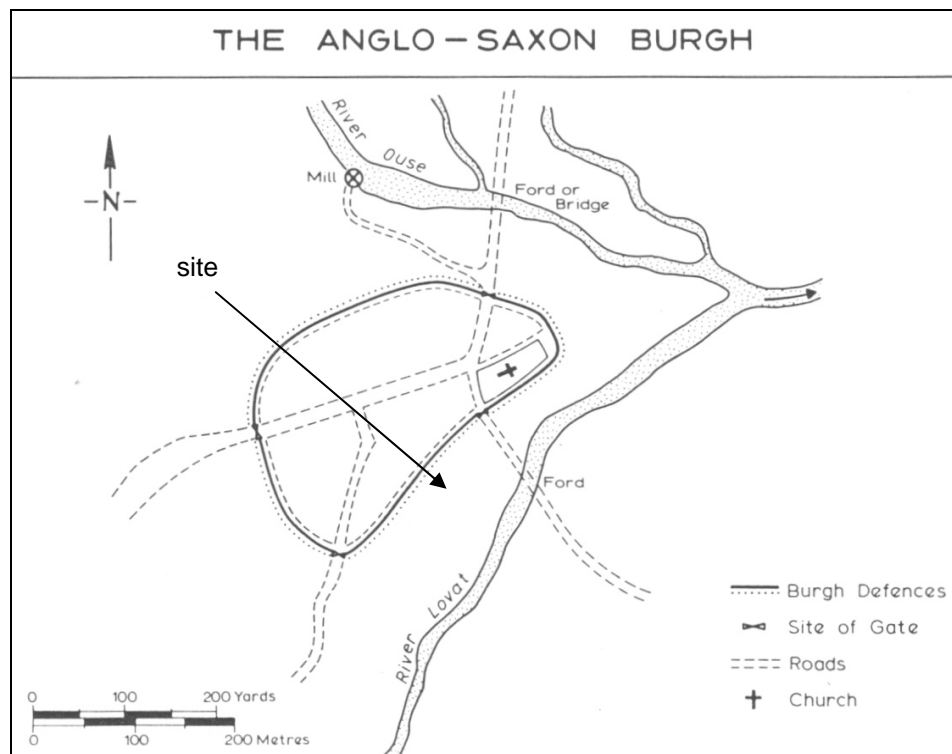 THE ANGLO-SAXON BURGH
River
Ouse
Mill
Ford or
Bridge
-N-
site
Ford
River Lovat
Burgh Defences
Site of Gate
Roads
Church
0 100 200 Yards
0 100 200 Metres